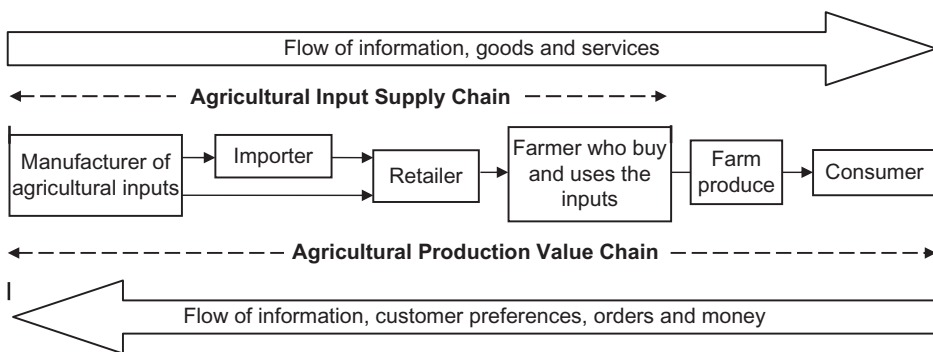 Flow of information, goods and services
Agricultural Input Supply Chain
Manufacturer of
agricultural inputs
Importer
Retailer
Farmer who buy
and uses the
inputs
Farm
produce
Consumer
Agricultural Production Value Chain
Flow of information, customer preferences, orders and money